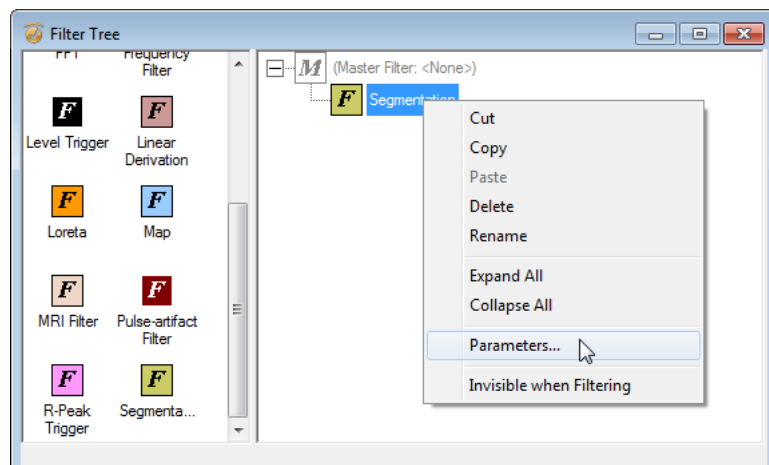 Filter Tree
FFT
Frequency
Filter
F
Level Trigger
F
Linear
Derivation
F
Loreta
F
Map
F
MRI Filter
F
Pulse-artifact
Filter
F
R-Peak
Trigger
F
Segmenta...
M (Master Filter: <None>)
F Segmentation
Cut
Copy
Paste
Delete
Rename
Expand All
Collapse All
Parameters...
Invisible when Filtering